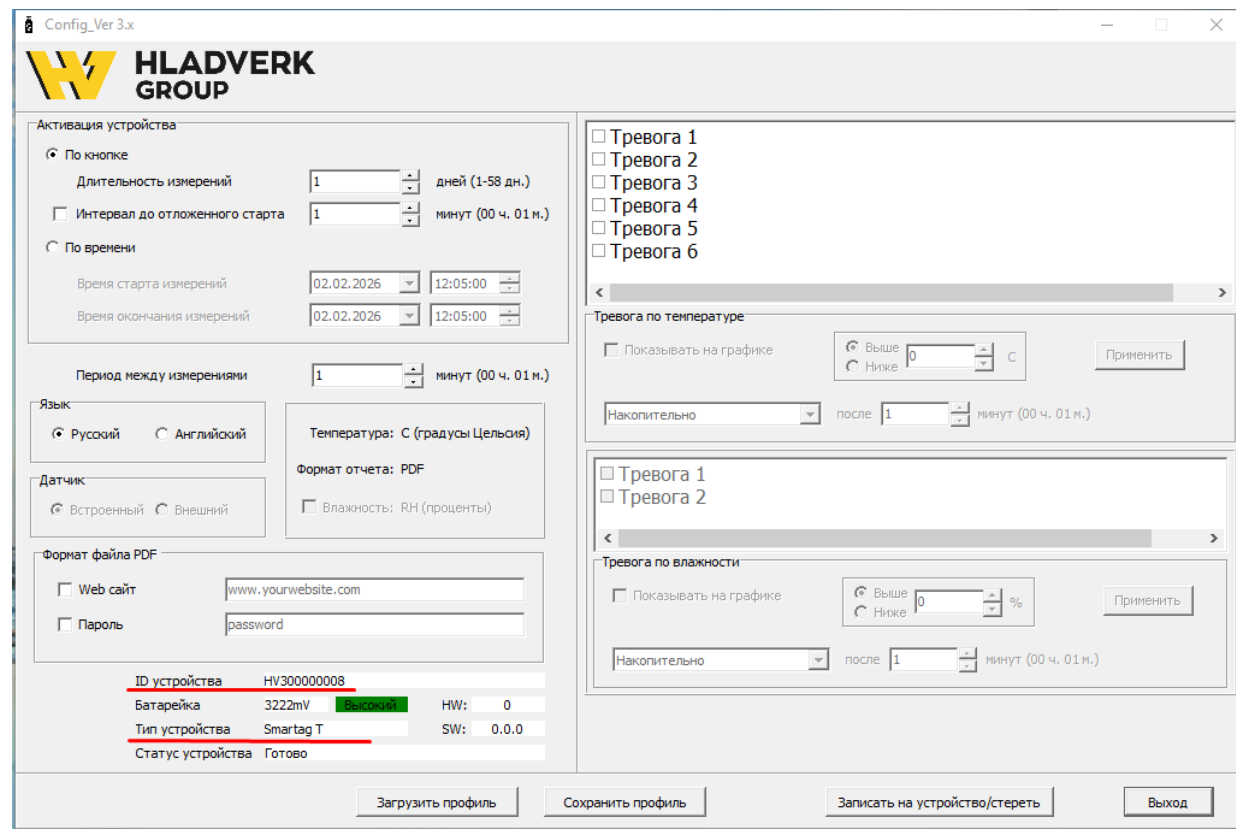 Config_Ver 3.x
HLADVERK
GROUP
Активация устройства
По кнопке
Длительность измерений 1 дней (1-58 дн.)
Интервал до отложенного старта 1 минут (00 ч. 01 м.)
По времени
Время старта измерений 02.02.2026 12:05:00
Время окончания измерений 02.02.2026 12:05:00
Период между измерениями 1 минут (00 ч. 01 м.)
Язык
Русский Английский
Датчик
Встроенный Внешний
Температура: С (градусы Цельсия)
Формат отчета: PDF
Влажность: RH (проценты)
Формат файла PDF
Web сайт www.yourwebsite.com
Пароль password
ID устройства HV300000008
Батарейка 3222mV Высокий HW: 0
Тип устройства Smartag T SW: 0.0.0
Статус устройства Готово
Тревога 1
Тревога 2
Тревога 3
Тревога 4
Тревога 5
Тревога 6
Тревога по температуре
Показывать на графике Выше 0 С Применить
Ниже
Накопительно после 1 минут (00 ч. 01 м.)
Тревога 1
Тревога 2
Тревога по влажности
Показывать на графике Выше 0 % Применить
Ниже
Накопительно после 1 минут (00 ч. 01 м.)
Загрузить профиль Сохранить профиль Записать на устройство/стереть Выход